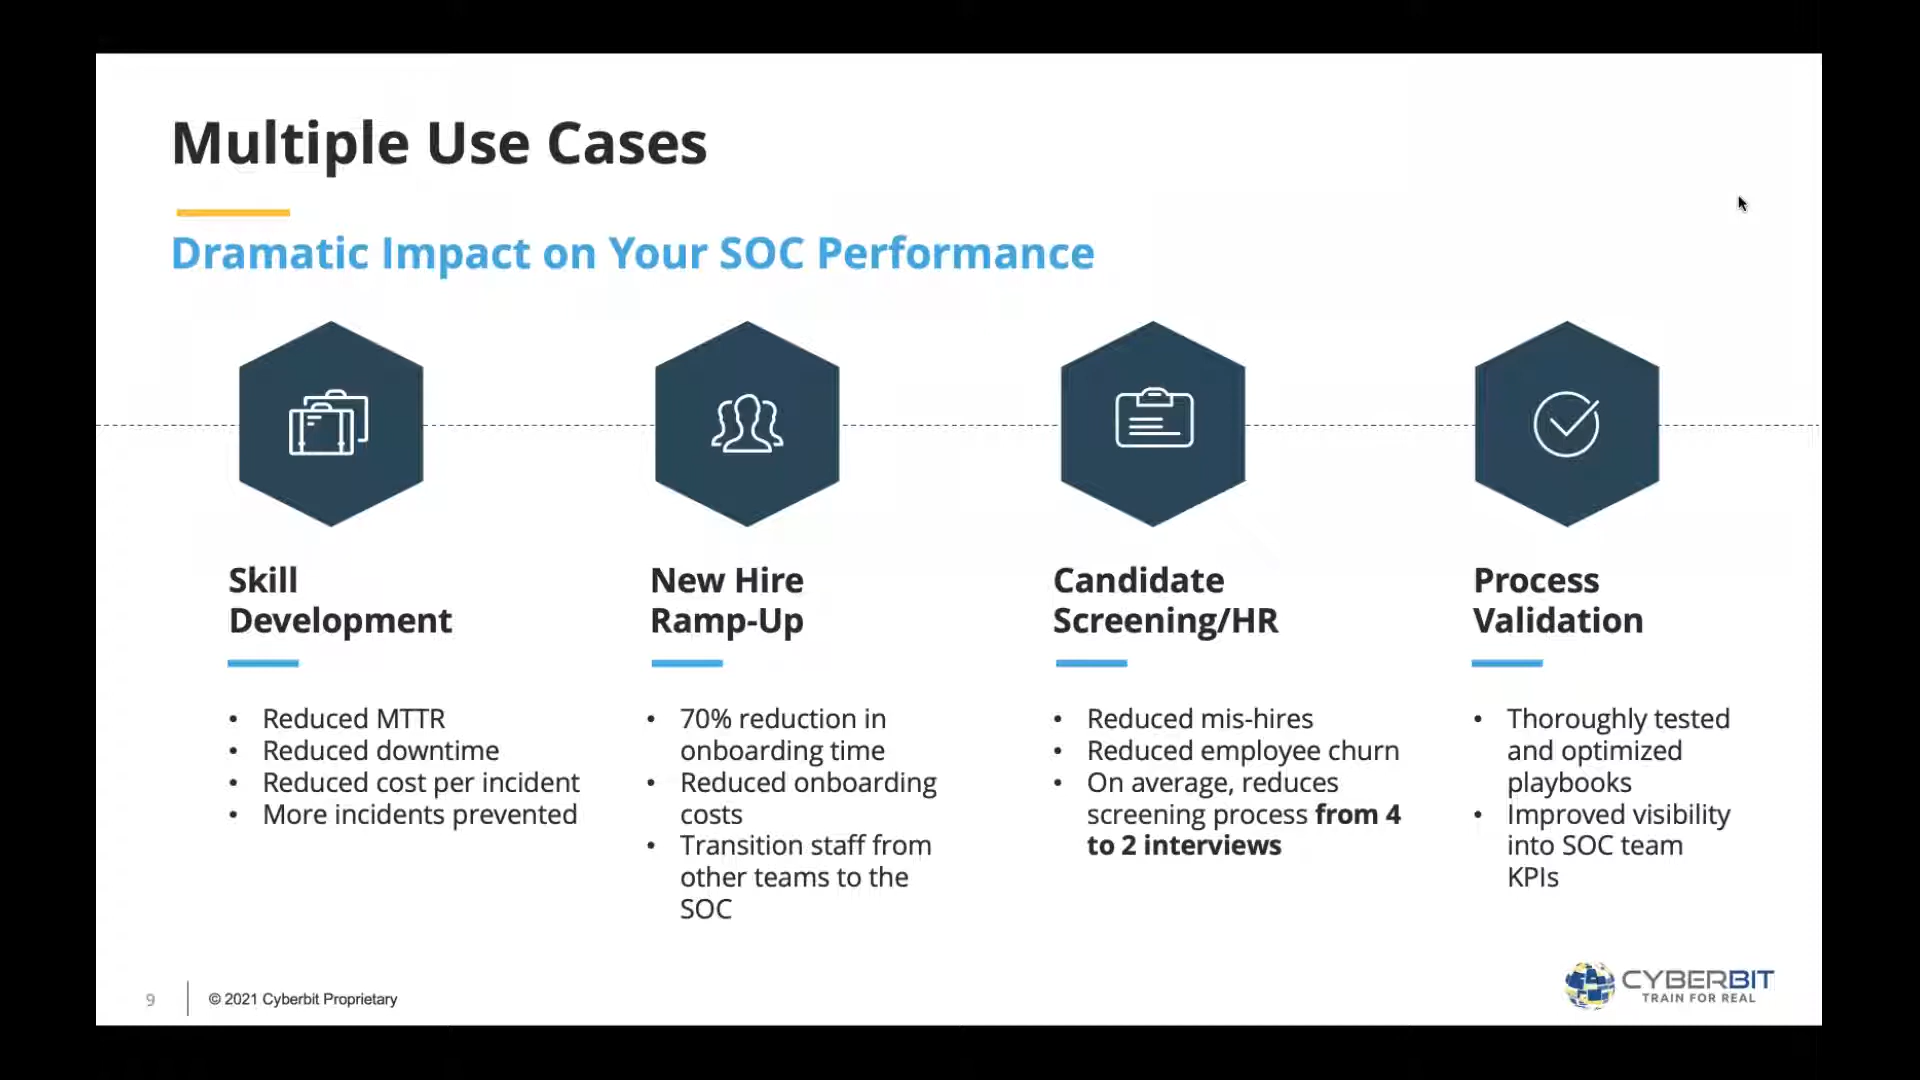 Multiple Use Cases
Dramatic Impact on Your SOC Performance
Skill
Development
• Reduced MTTR
• Reduced downtime
• Reduced cost per incident
• More incidents prevented
New Hire
Ramp-Up
• 70% reduction in
onboarding time
• Reduced onboarding
costs
• Transition staff from
other teams to the
SOC
Candidate
Screening/HR
• Reduced mis-hires
• Reduced employee churn
• On average, reduces
screening process from 4
to 2 interviews
Process
Validation
• Thoroughly tested
and optimized
playbooks
• Improved visibility
into SOC team
KPIs
9
© 2021 Cyberbit Proprietary
CYBERBIT
TRAIN FOR REAL